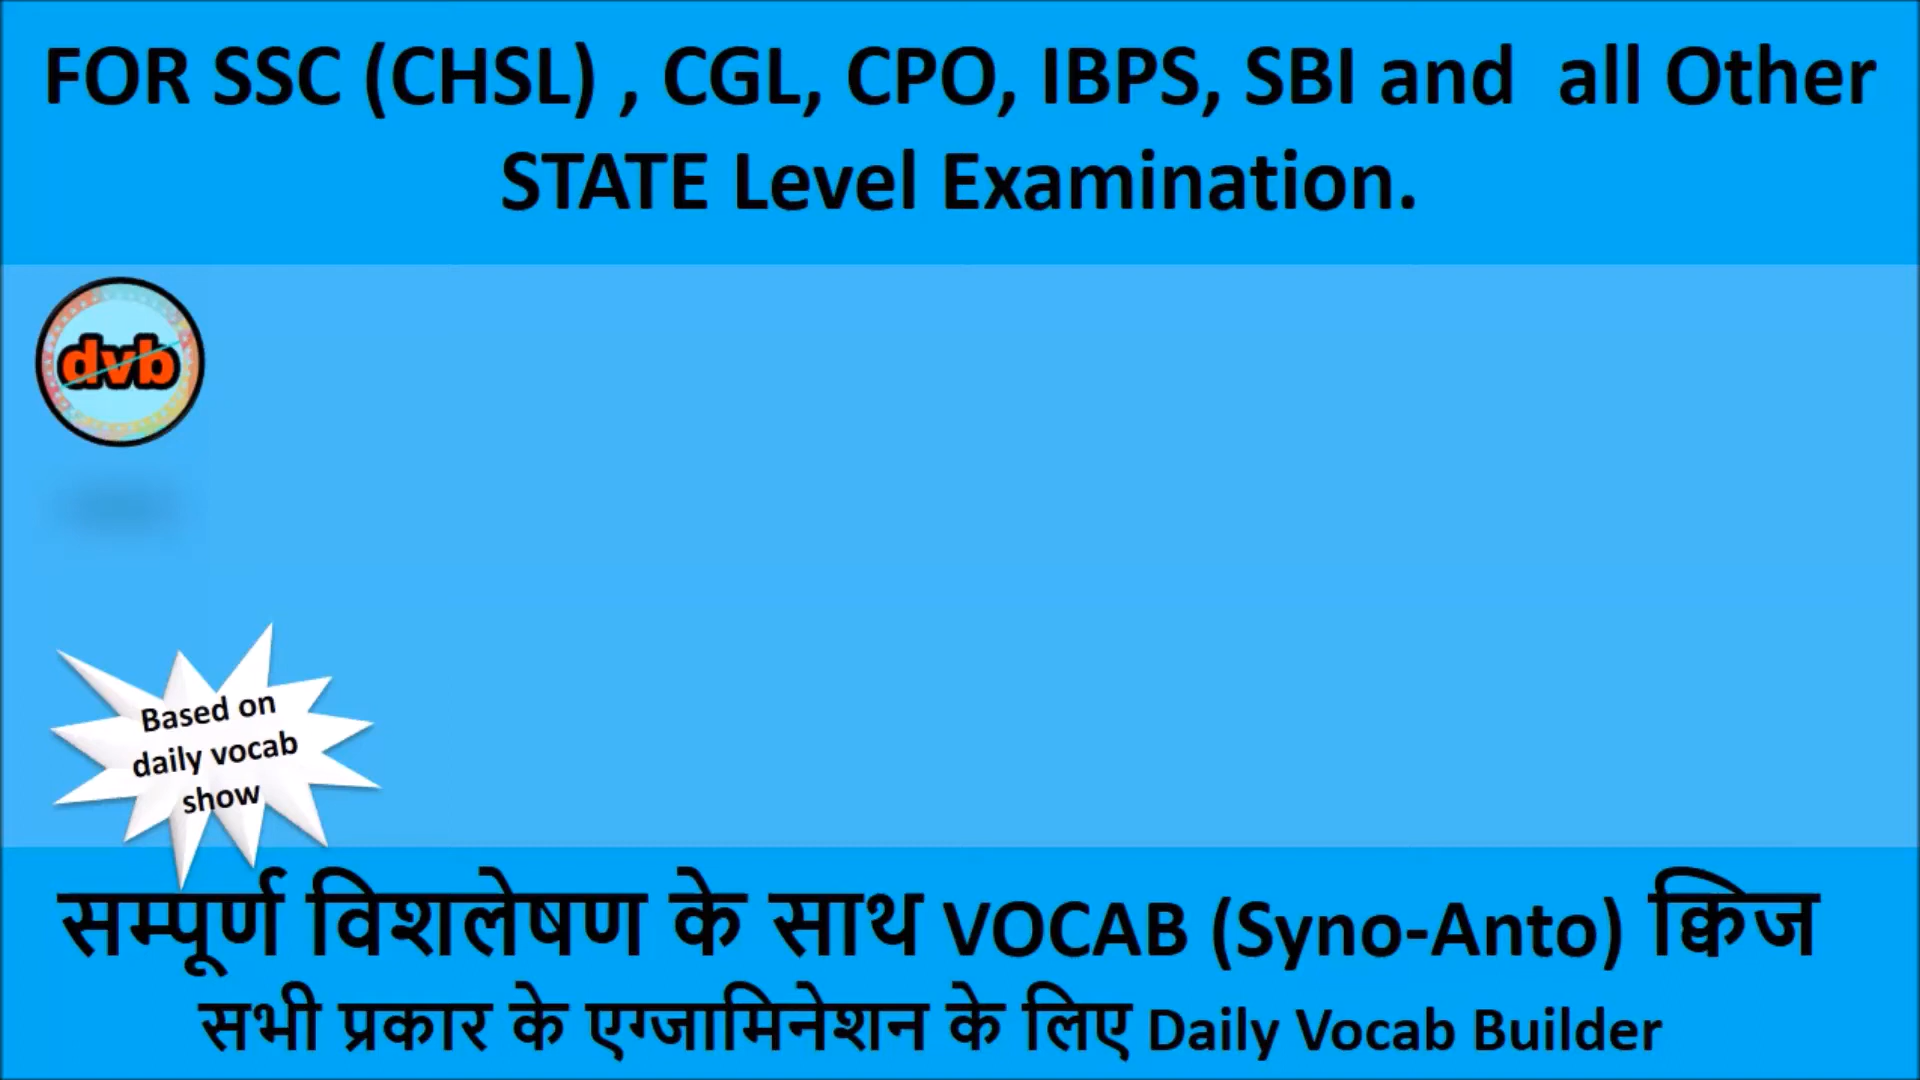 FOR SSC (CHSL) , CGL, CPO, IBPS, SBI and all Other
STATE Level Examination.
dvb
Based on
daily vocab
show
सम्पूर्ण विशलेषण के साथ VOCAB (Syno-Anto) क्विज
सभी प्रकार के एग्जामिनेशन के लिए Daily Vocab Builder